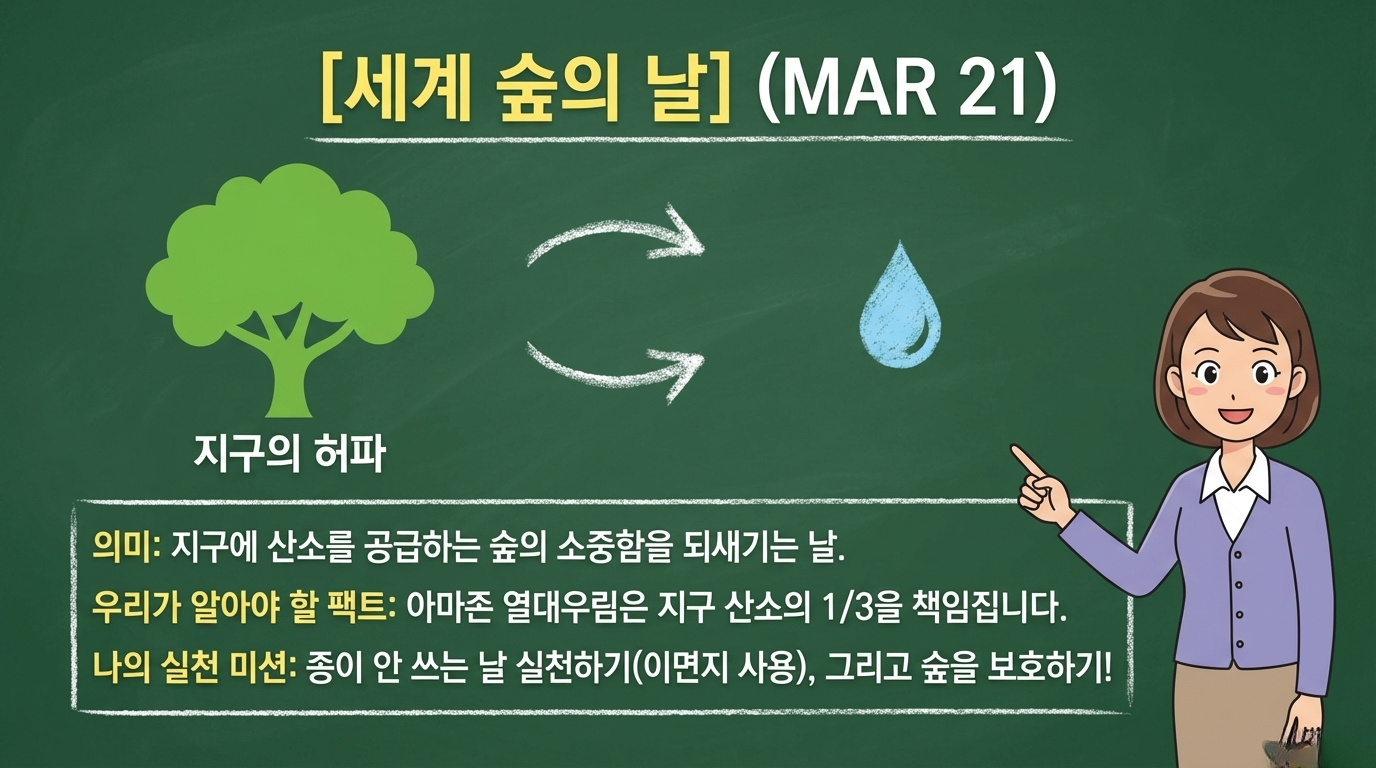 [세계 숲의 날] (MAR 21)
지구의 허파
의미: 지구에 산소를 공급하는 숲의 소중함을 되새기는 날.
우리가 알아야 할 팩트: 아마존 열대우림은 지구 산소의 1/3을 책임집니다.
나의 실천 미션: 종이 안 쓰는 날 실천하기(이면지 사용), 그리고 숲을 보호하기!